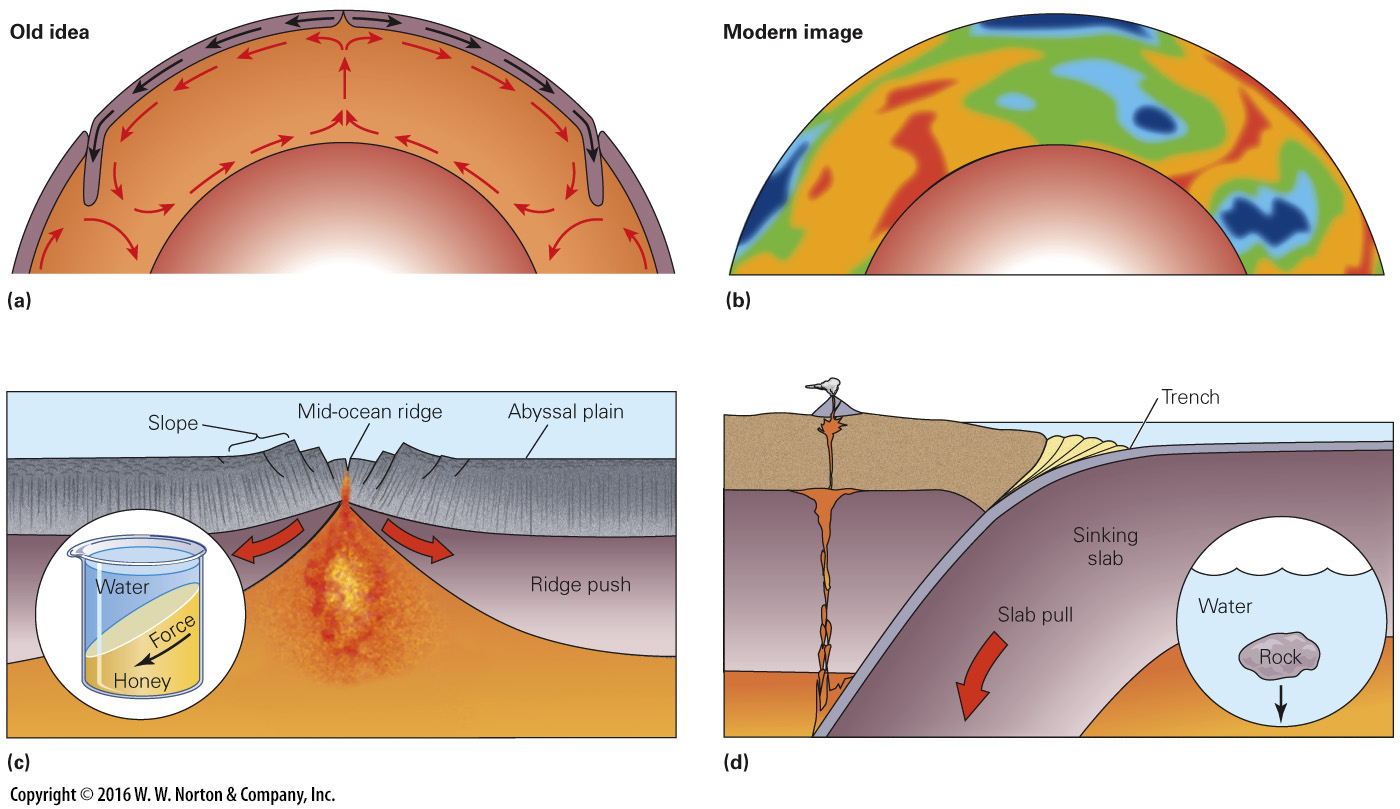 Old idea
Modern image
(a)
(b)
Slope
Mid-ocean ridge
Abyssal plain
Ridge push
Water
Force
Honey
(c)
Trench
Sinking
slab
Slab pull
Water
Rock
(d)
Copyright © 2016 W. W. Norton & Company, Inc.